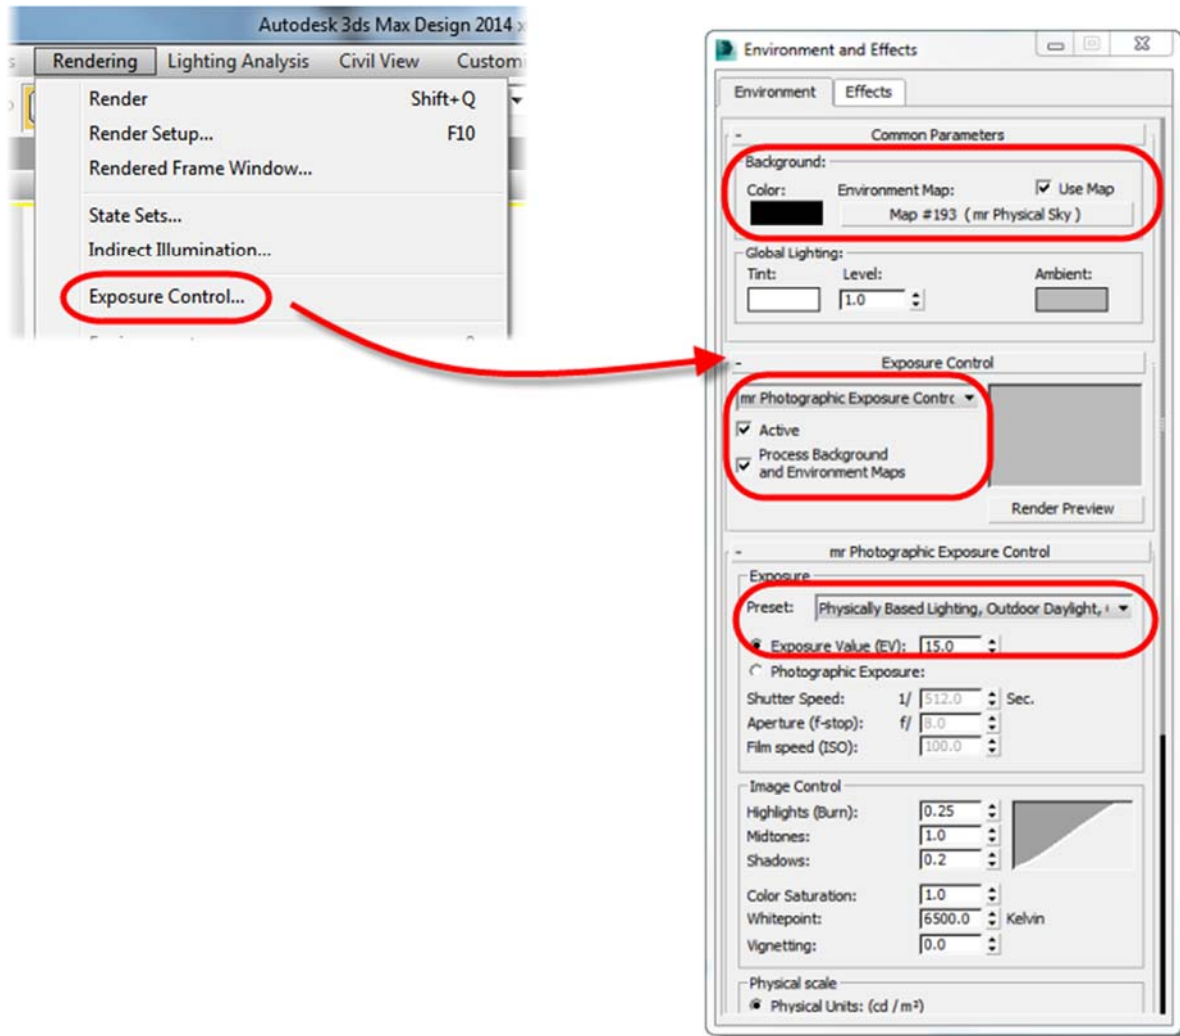 Autodesk 3ds Max Design 2014
Rendering Lighting Analysis Civil View Customi
Render Shift+Q
Render Setup... F10
Rendered Frame Window...
State Sets...
Indirect Illumination...
Exposure Control...
Environment and Effects
Environment Effects
- Common Parameters
Background:
Color: Environment Map: Use Map
Map #193 ( mr Physical Sky )
Global Lighting:
Tint: Level: Ambient:
1.0
- Exposure Control
mr Photographic Exposure Contrc
Active
Process Background
and Environment Maps
Render Preview
- mr Photographic Exposure Control
Exposure
Preset: Physically Based Lighting, Outdoor Daylight,
Exposure Value (EV): 15.0
Photographic Exposure:
Shutter Speed: 1/ 512.0 Sec.
Aperture (f-stop): f/ 8.0
Film speed (ISO): 100.0
Image Control
Highlights (Burn): 0.25
Midtones: 1.0
Shadows: 0.2
Color Saturation: 1.0
Whitepoint: 6500.0 Kelvin
Vignetting: 0.0
Physical scale
Physical Units: (cd / m²)